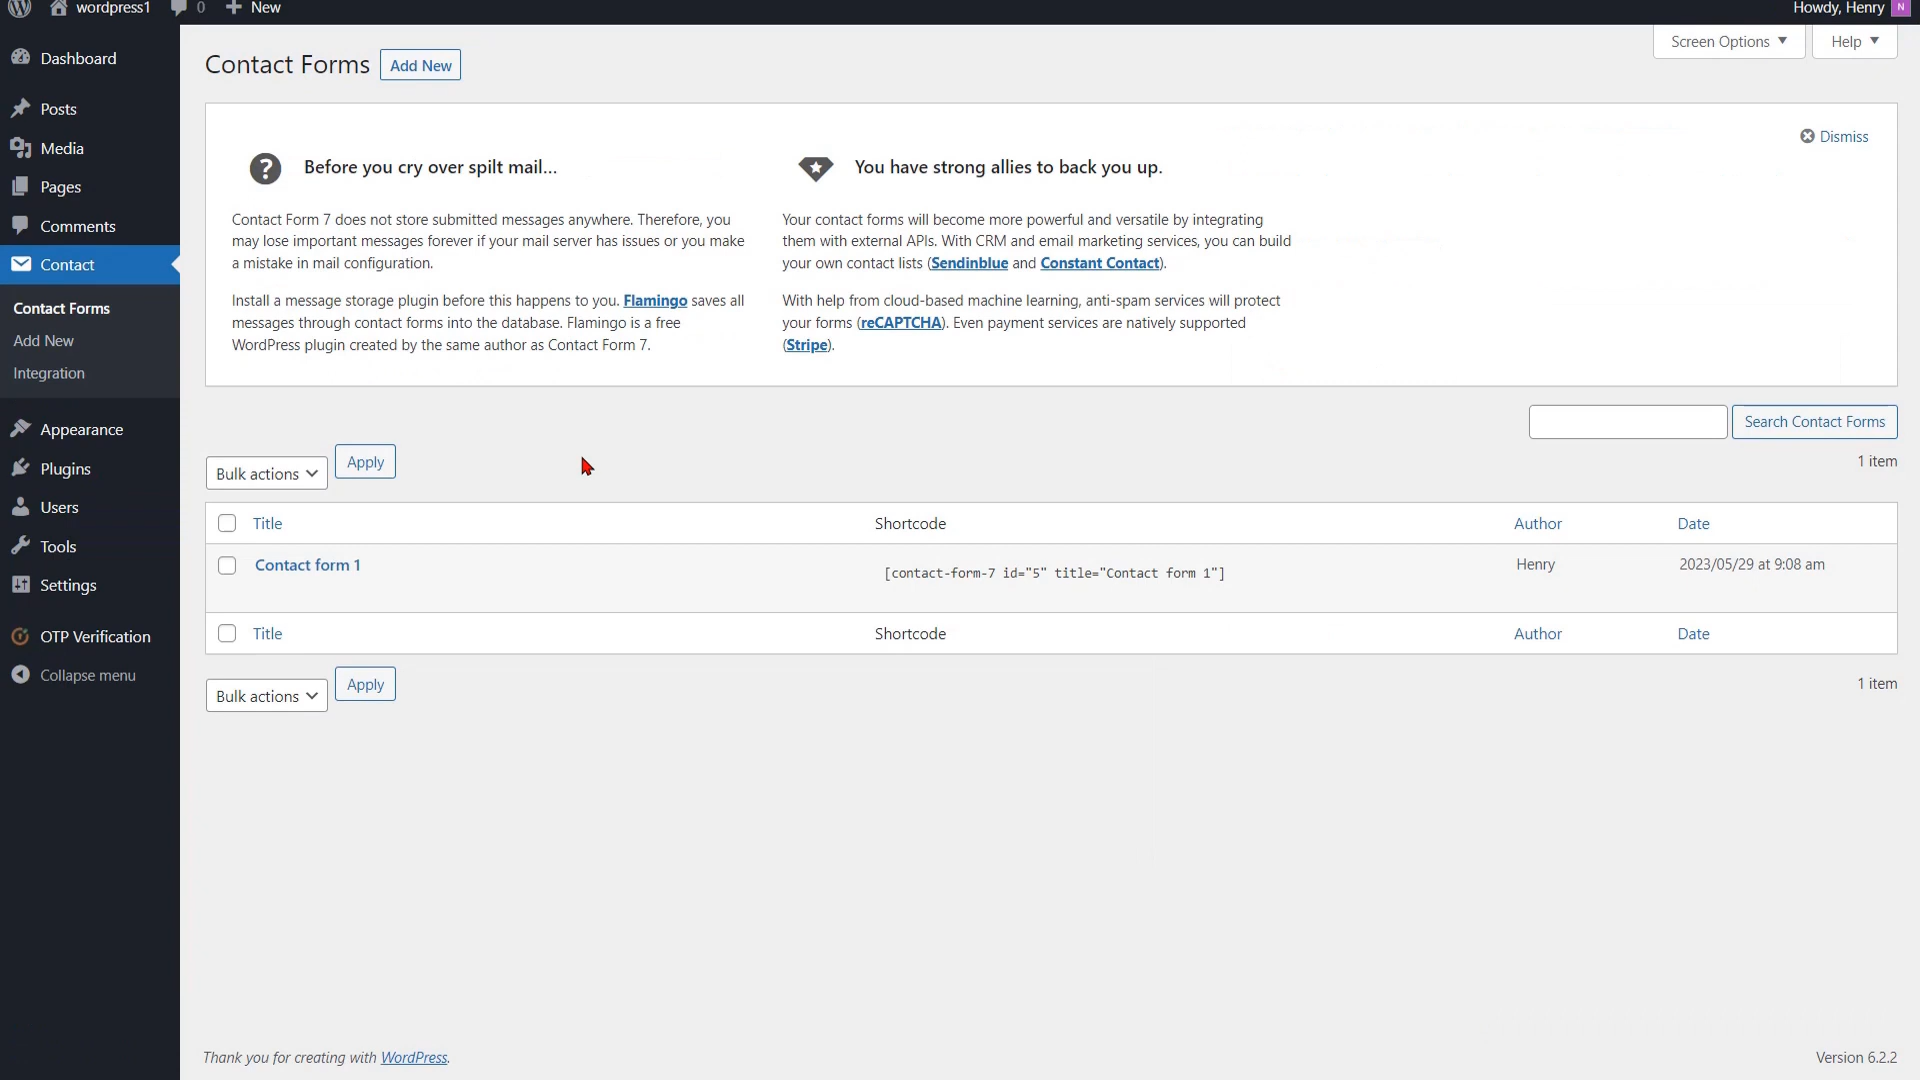 wordpress1 0 New Howdy, Henry N
Dashboard
Posts
Media
Pages
Comments
Contact
Contact Forms
Add New
Integration
Appearance
Plugins
Users
Tools
Settings
OTP Verification
Collapse menu
Screen Options Help
Contact Forms Add New
Dismiss
Before you cry over spilt mail...
Contact Form 7 does not store submitted messages anywhere. Therefore, you
may lose important messages forever if your mail server has issues or you make
a mistake in mail configuration.
Install a message storage plugin before this happens to you. Flamingo saves all
messages through contact forms into the database. Flamingo is a free
WordPress plugin created by the same author as Contact Form 7.
You have strong allies to back you up.
Your contact forms will become more powerful and versatile by integrating
them with external APIs. With CRM and email marketing services, you can build
your own contact lists (Sendinblue and Constant Contact).
With help from cloud-based machine learning, anti-spam services will protect
your forms (reCAPTCHA). Even payment services are natively supported
(Stripe).
Search Contact Forms
Bulk actions Apply 1 item
Title Shortcode Author Date
Contact form 1 [contact-form-7 id="5" title="Contact form 1"] Henry 2023/05/29 at 9:08 am
Title Shortcode Author Date
Bulk actions Apply 1 item
Thank you for creating with WordPress. Version 6.2.2